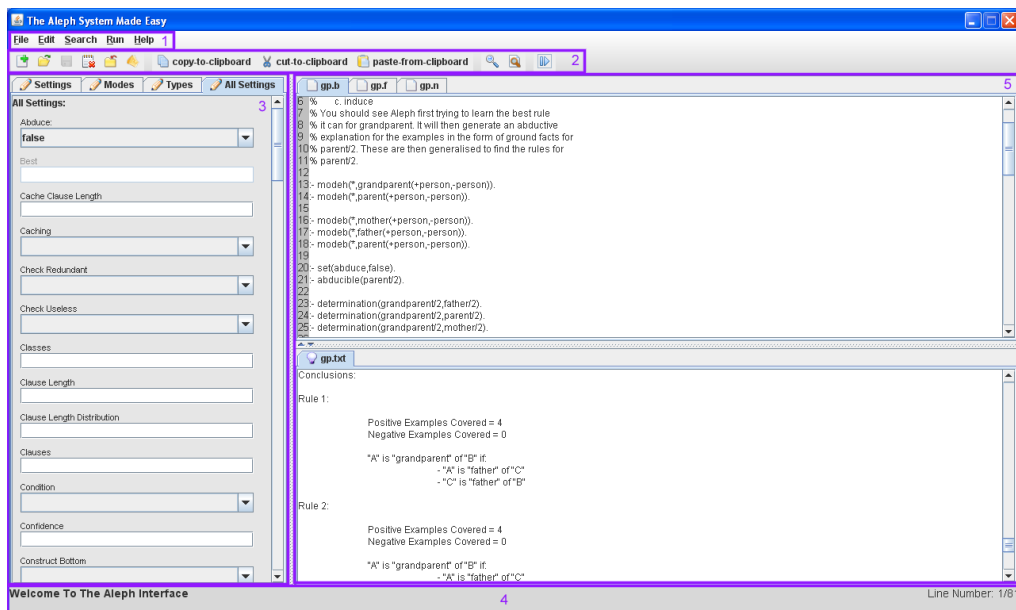 The Aleph System Made Easy
File Edit Search Run Help 1
copy-to-clipboard cut-to-clipboard paste-from-clipboard 2
Settings Modes Types All Settings
All Settings: 3
Abduce:
false
Best
Cache Clause Length
Caching
Check Redundant
Check Useless
Classes
Clause Length
Clause Length Distribution
Clauses
Condition
Confidence
Construct Bottom
gp.b gp.f gp.n 5
6 % c. induce
7 % You should see Aleph first trying to learn the best rule
8 % it can for grandparent. It will then generate an abductive
9 % explanation for the examples in the form of ground facts for
10 % parent/2. These are then generalised to find the rules for
11 % parent/2.
12
13 :- modeh(*,grandparent(+person,-person)).
14 :- modeh(*,parent(+person,-person)).
15
16 :- modeb(*,mother(+person,-person)).
17 :- modeb(*,father(+person,-person)).
18 :- modeb(*,parent(+person,-person)).
19
20 :- set(abduce,false).
21 :- abducible(parent/2).
22
23 :- determination(grandparent/2,father/2).
24 :- determination(grandparent/2,parent/2).
25 :- determination(grandparent/2,mother/2).
gp.txt
Conclusions:
Rule 1:
Positive Examples Covered = 4
Negative Examples Covered = 0
"A" is "grandparent" of "B" if:
- "A" is "father" of "C"
- "C" is "father" of "B"
Rule 2:
Positive Examples Covered = 4
Negative Examples Covered = 0
"A" is "grandparent" of "B" if:
- "A" is "father" of "C"
Welcome To The Aleph Interface 4 Line Number: 1/81